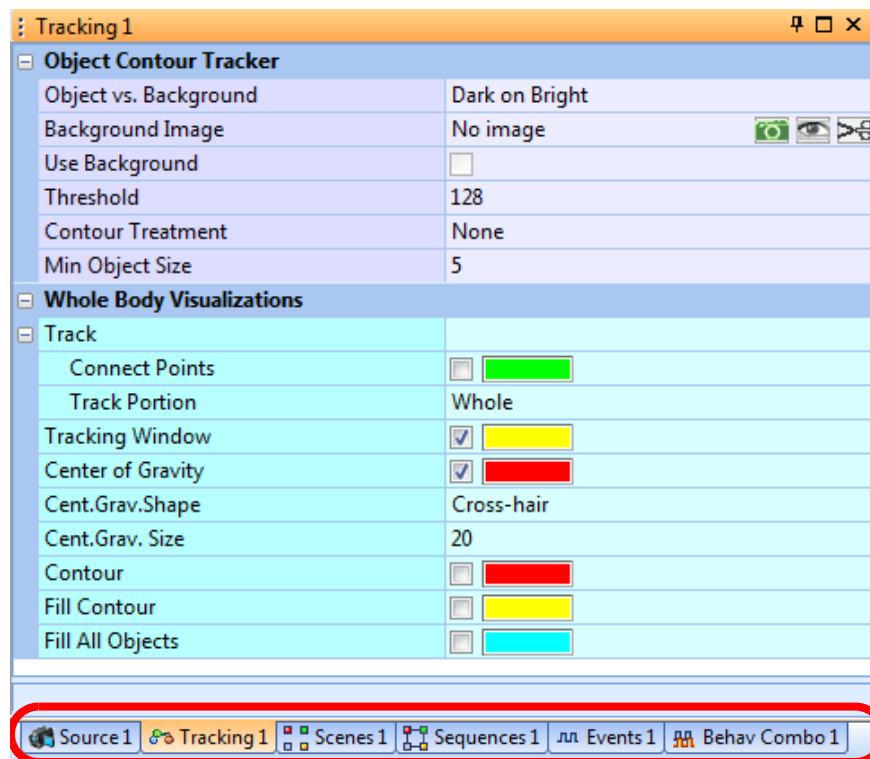 Tracking 1
Object Contour Tracker
Object vs. Background Dark on Bright
Background Image No image
Use Background
Threshold 128
Contour Treatment None
Min Object Size 5
Whole Body Visualizations
Track
Connect Points
Track Portion Whole
Tracking Window
Center of Gravity
Cent.Grav.Shape Cross-hair
Cent.Grav. Size 20
Contour
Fill Contour
Fill All Objects
Source 1 Tracking 1 Scenes 1 Sequences 1 Events 1 Behav Combo 1